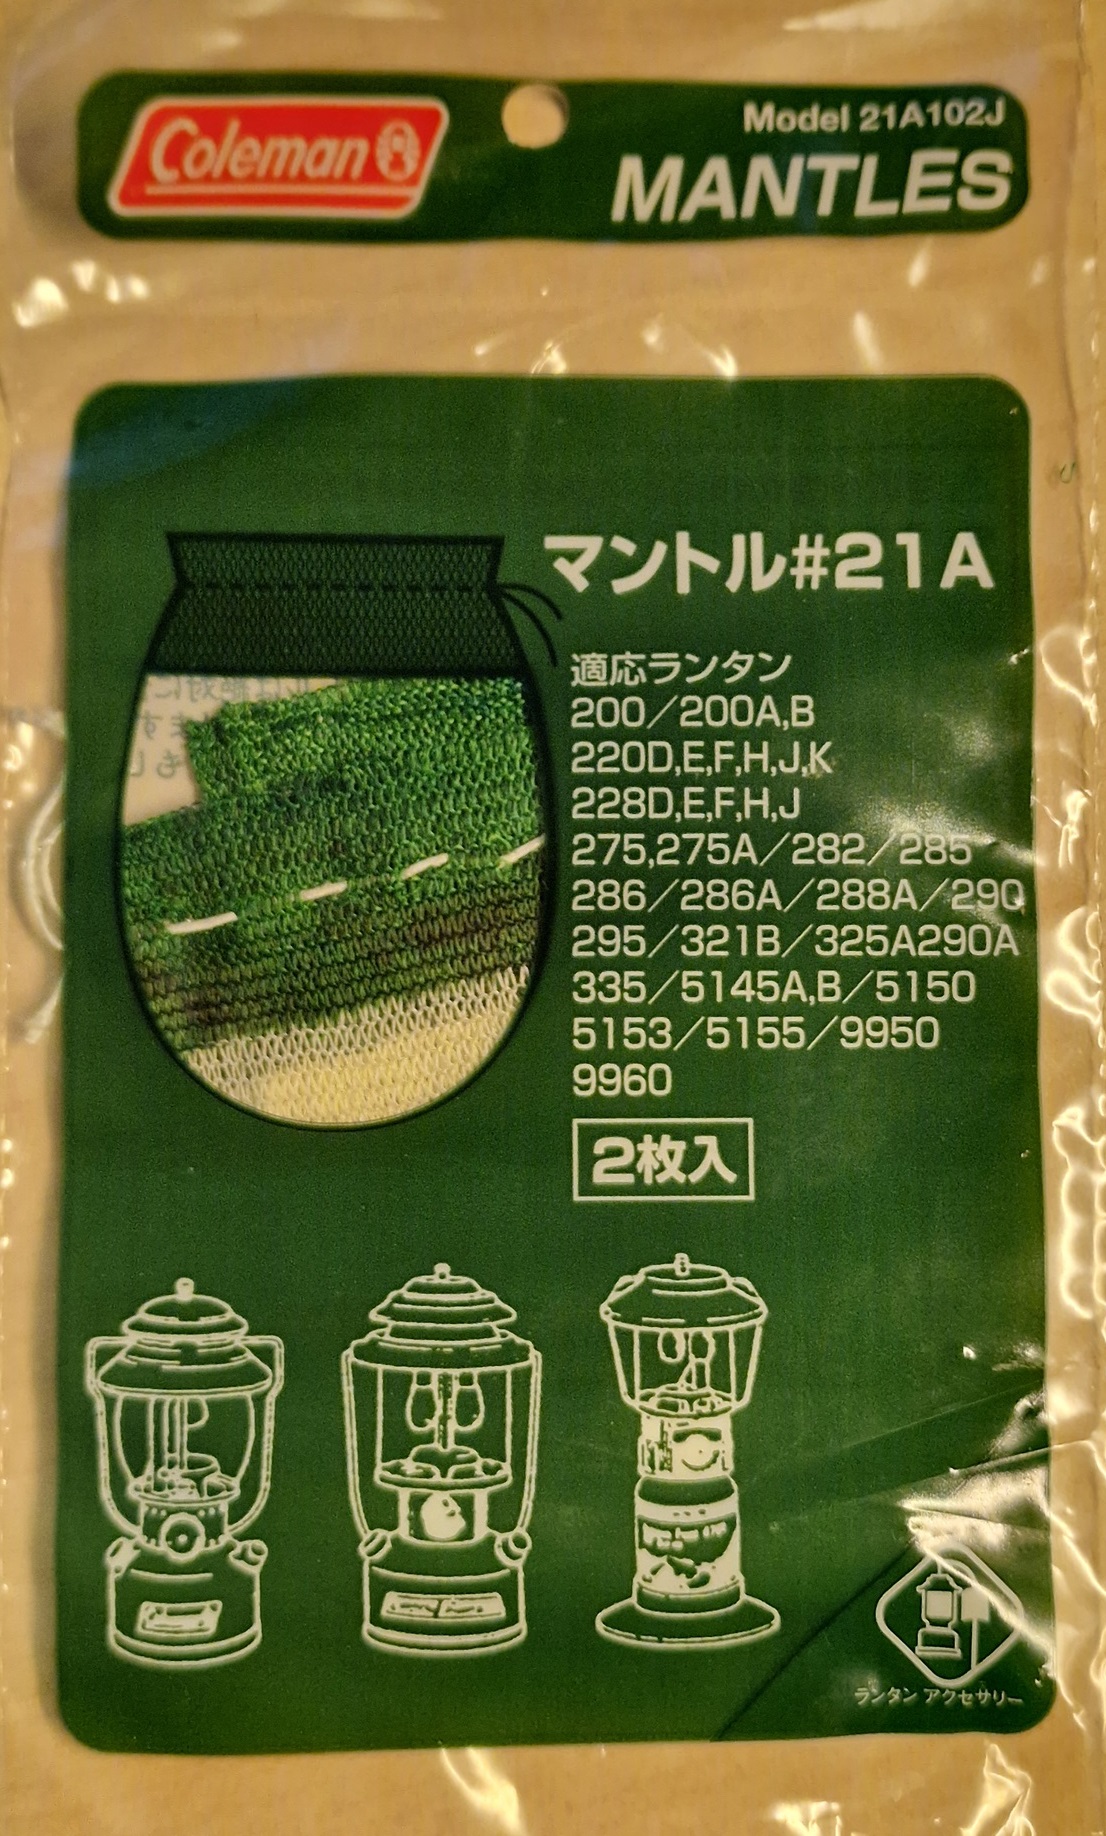 Coleman
Model 21A102J
MANTLES
マントル#21A
適応ランタン
200／200A,B
220D,E,F,H,J,K
228D,E,F,H,J
275,275A／282／285
286／286A／288A／290
295／321B／325A290A
335／5145A,B／5150
5153／5155／9950
9960
2枚入
ランタン アクセサリー